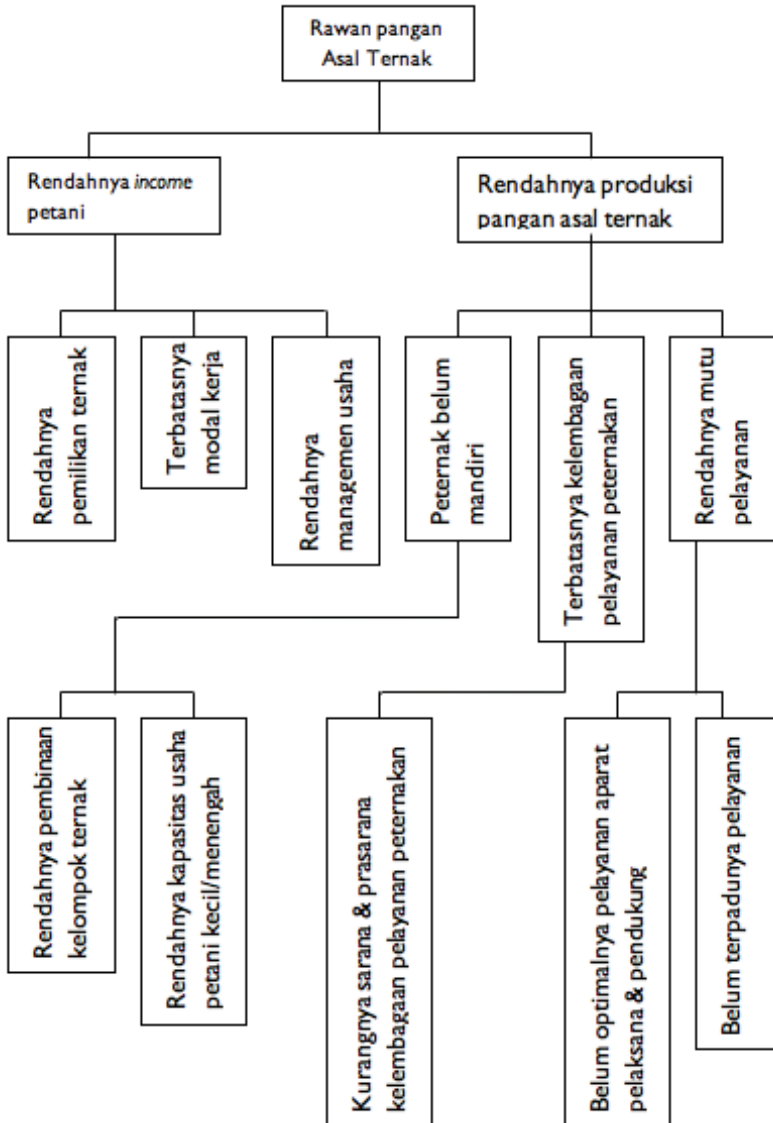 Rawan pangan
Asal Ternak
Rendahnya income
petani
Rendahnya produksi
pangan asal ternak
Rendahnya
pemilikan ternak
Terbatasnya
modal kerja
Rendahnya
managemen usaha
Peternak belum
mandiri
Terbatasnya kelembagaan
pelayanan peternakan
Rendahnya mutu
pelayanan
Rendahnya pembinaan
kelompok ternak
Rendahnya kapasitas usaha
petani kecil/menengah
Kurangnya sarana & prasarana
kelembagaan pelayanan peternakan
Belum optimalnya pelayanan aparat
pelaksana & pendukung
Belum terpadunya pelayanan